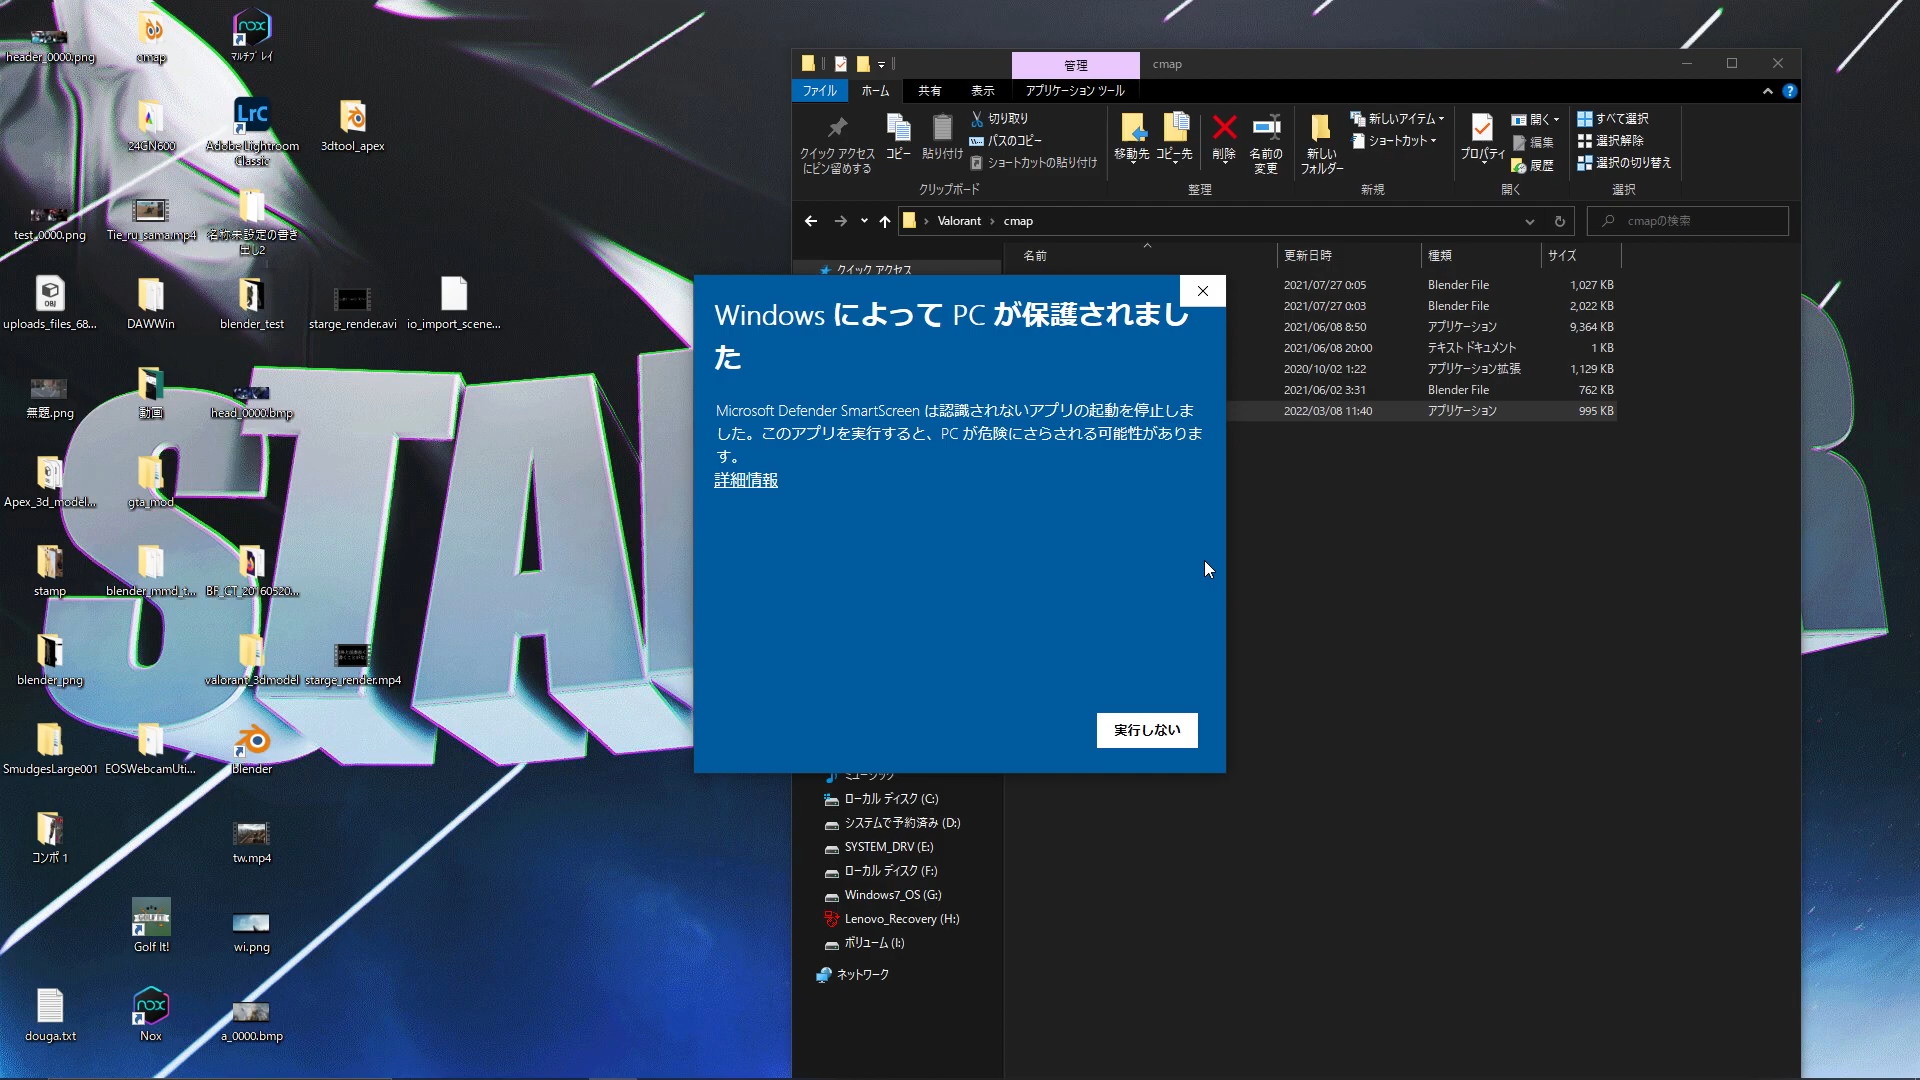 header_0000.png
cmap
ﾏﾙﾁﾌﾟﾚｲ
24GN600
LrC
Adobe Lightroom
Classic
3dtool_apex
test_0000.png
Tie_ru_sama.mp4
名称未設定の書き
出し2
OBJ
uploads_files_68...
DAWWin
blender_test
starge_render.avi
io_import_scene...
無題.png
動画
head_0000.bmp
Apex_3d_model...
gta_mod
stamp
blender_mmd_t...
BF_CT_20160520...
blender_png
valorant_3dmodel
starge_render.mp4
SmudgesLarge001
EOSWebcamUti...
blender
コンポ 1
tw.mp4
GOLF IT!
Golf It!
wi.png
douga.txt
nox
Nox
a_0000.bmp
STAR
管理
cmap
ファイル
ホーム
共有
表示
アプリケーション ツール
クイック アクセス
にピン留めする
コピー
貼り付け
切り取り
パスのコピー
ショートカットの貼り付け
クリップボード
移動先
コピー先
削除
名前の
変更
整理
新しい
フォルダー
新しいアイテム
ショートカット
新規
プロパティ
開く
編集
履歴
開く
すべて選択
選択解除
選択の切り替え
選択
Valorant
cmap
cmapの検索
クイック アクセス
名前
更新日時
種類
サイズ
2021/07/27 0:05 Blender File 1,027 KB
2021/07/27 0:03 Blender File 2,022 KB
2021/06/08 8:50 アプリケーション 9,364 KB
2021/06/08 20:00 テキスト ドキュメント 1 KB
2020/10/02 1:22 アプリケーション拡張 1,129 KB
2021/06/02 3:31 Blender File 762 KB
2022/03/08 11:40 アプリケーション 995 KB
Windows によって PC が保護されまし
た
Microsoft Defender SmartScreen は認識されないアプリの起動を停止しま
した。このアプリを実行すると、PC が危険にさらされる可能性がありま
す。
詳細情報
実行しない
ミュージック
ローカル ディスク (C:)
システムで予約済み (D:)
SYSTEM_DRV (E:)
ローカル ディスク (F:)
Windows7_OS (G:)
Lenovo_Recovery (H:)
ボリューム (I:)
ネットワーク